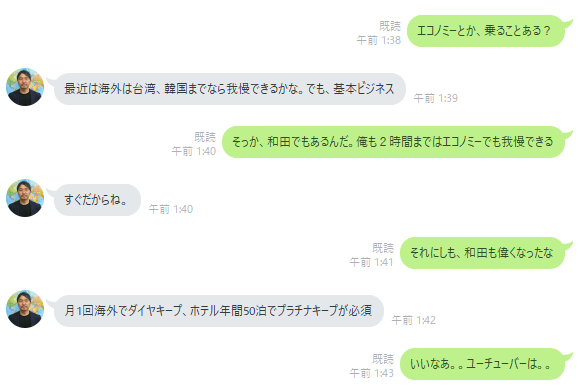 エコノミーとか、乗ることある？
既読
午前 1:38
最近は海外は台湾、韓国までなら我慢できるかな。でも、基本ビジネス
午前 1:39
そっか、和田でもあるんだ。俺も２時間まではエコノミーでも我慢できる
既読
午前 1:40
すぐだからね。
午前 1:40
それにしも、和田も偉くなったな
既読
午前 1:41
月1回海外でダイヤキープ、ホテル年間50泊でプラチナキープが必須
午前 1:42
いいなあ。。ユーチューバーは。。
既読
午前 1:43